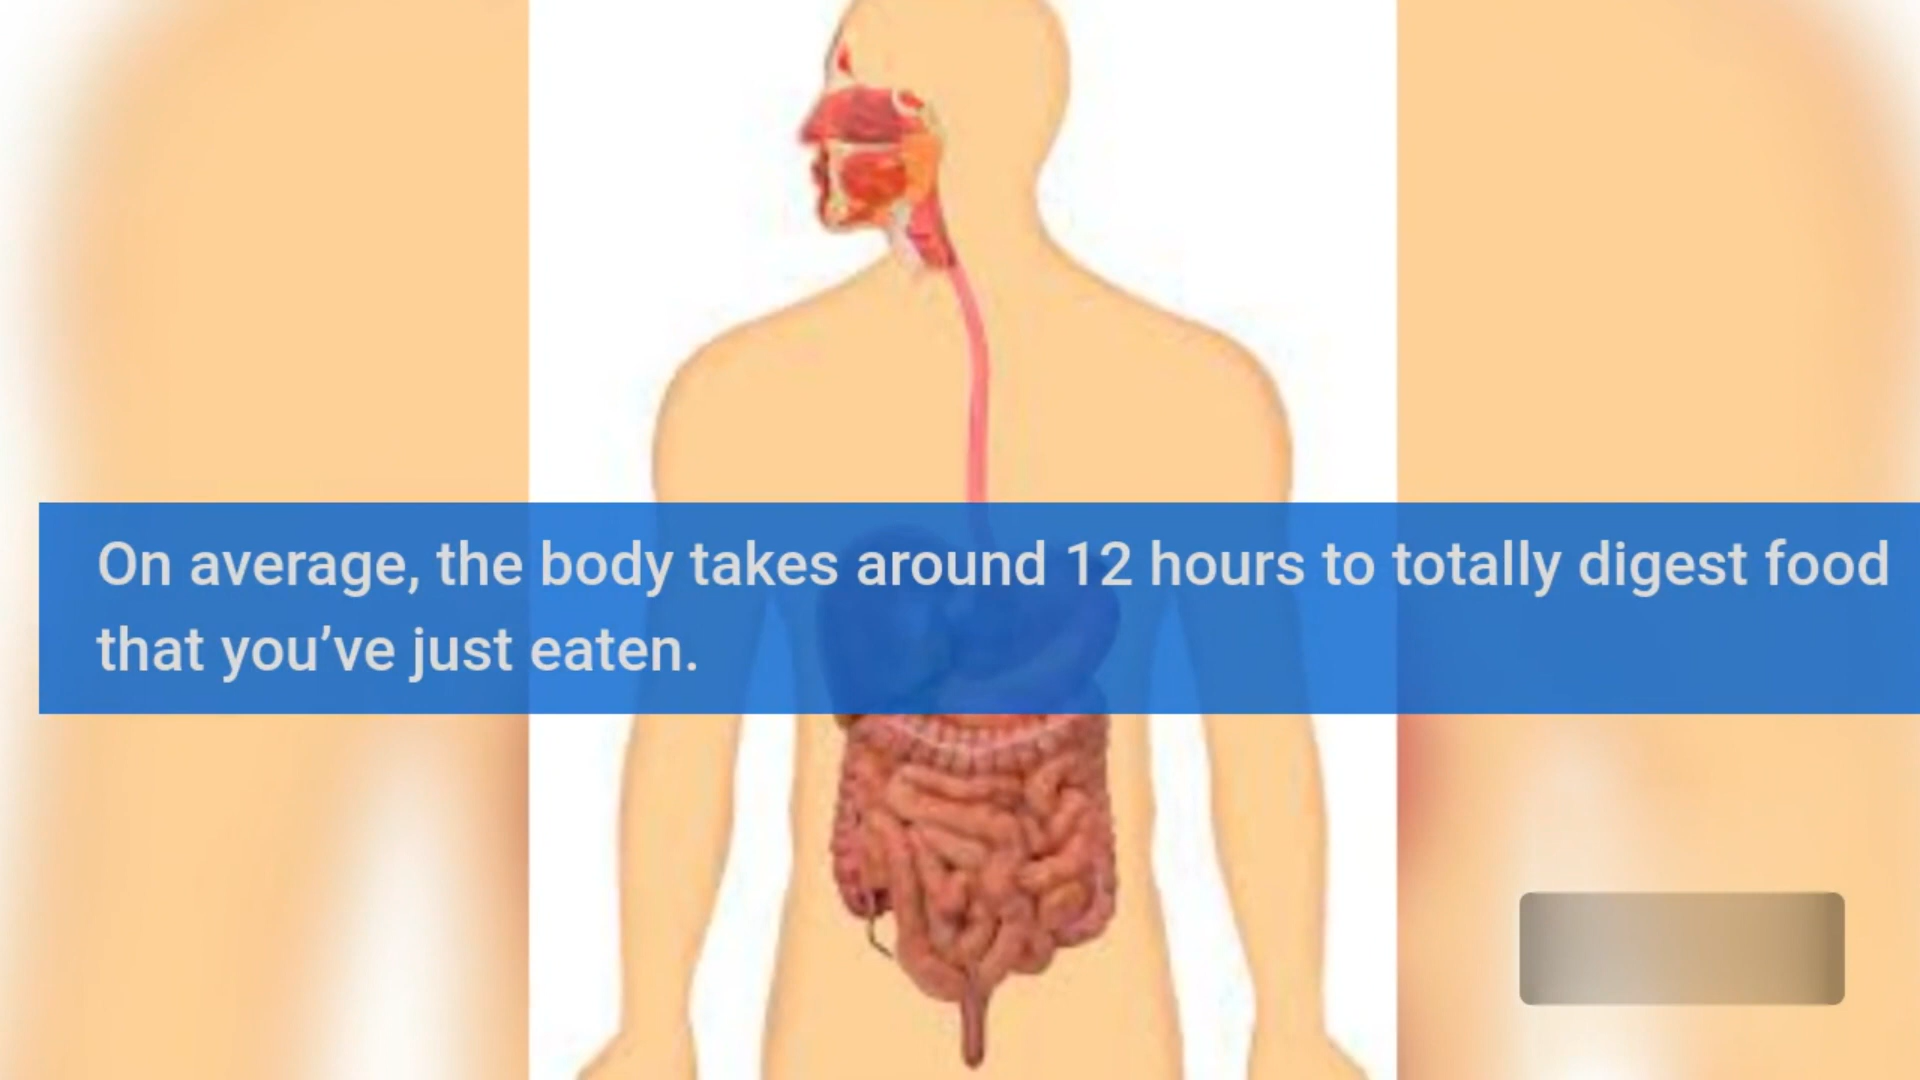 On average, the body takes around 12 hours to totally digest food
that you’ve just eaten.